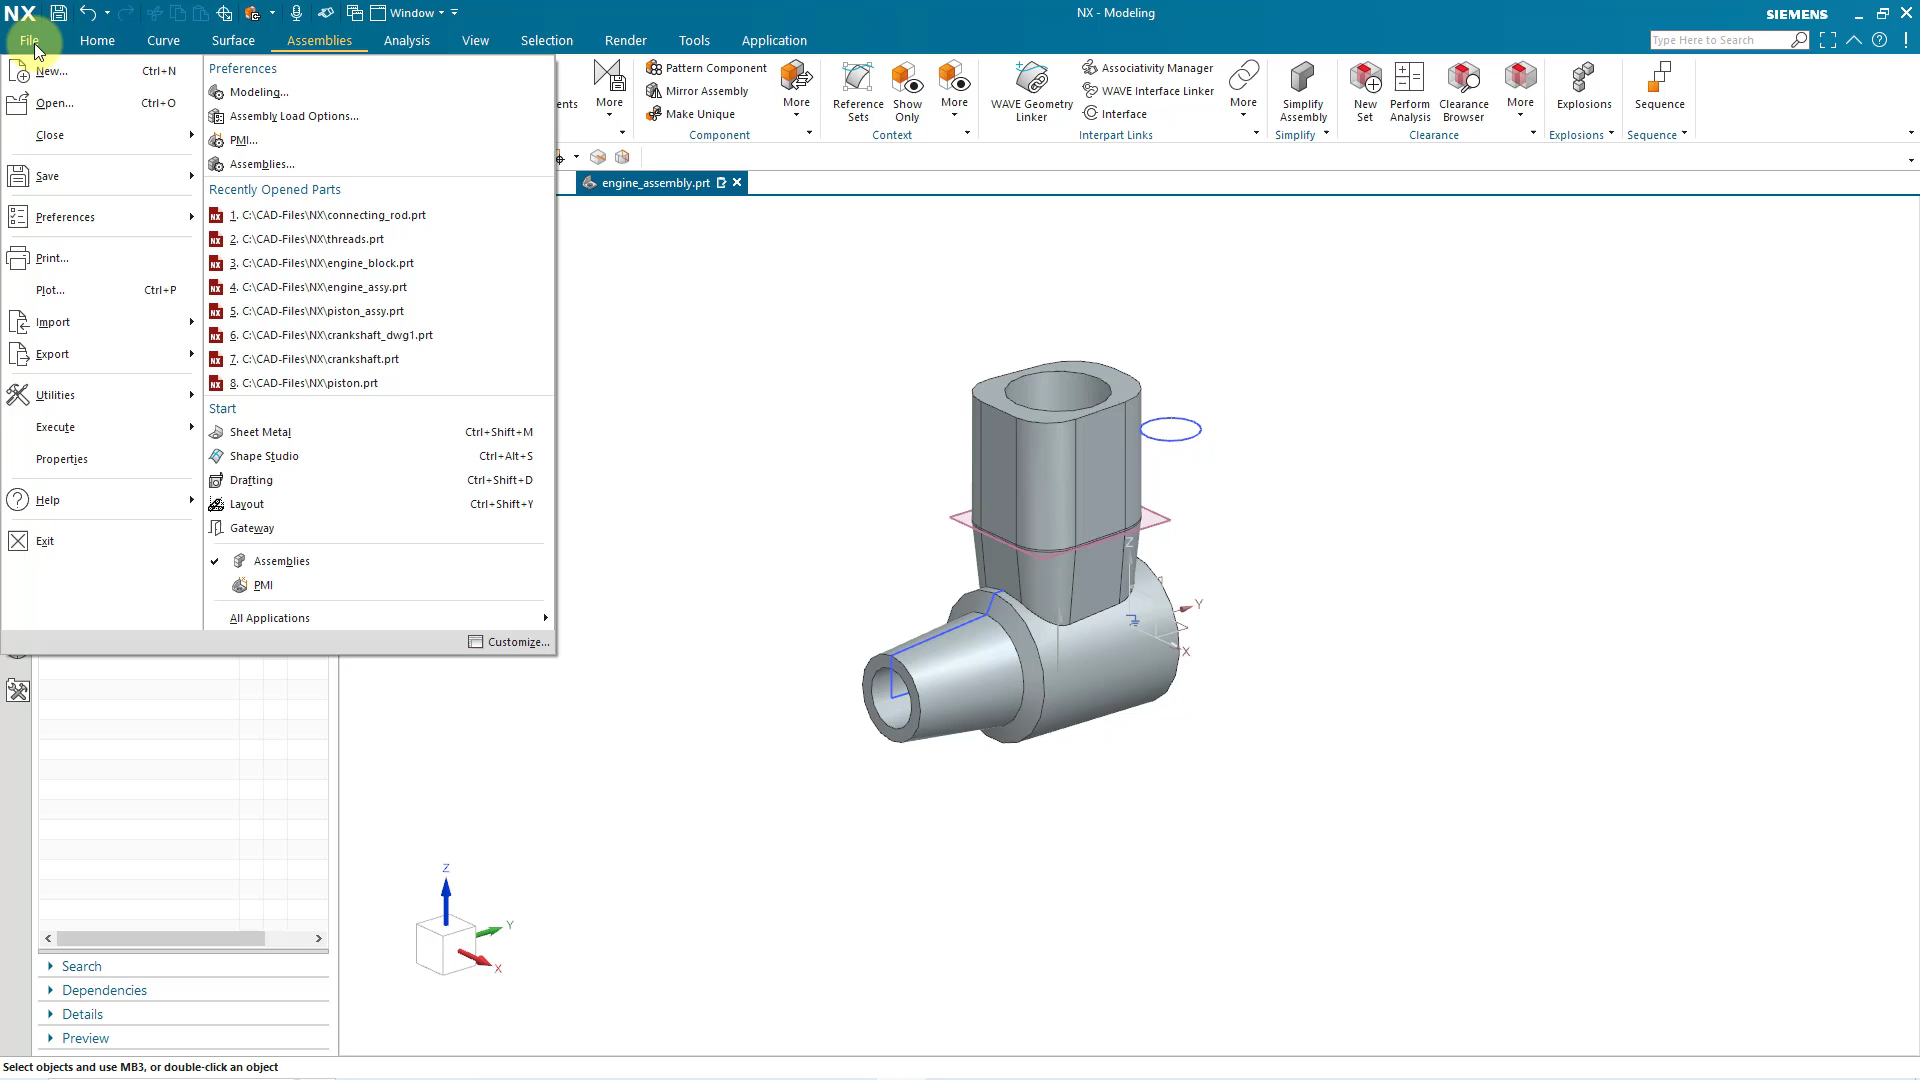 NX
Window
NX - Modeling
SIEMENS
File
Home
Curve
Surface
Assemblies
Analysis
View
Selection
Render
Tools
Application
Type Here to Search
New...
Ctrl+N
Open...
Ctrl+O
Close
Save
Preferences
Print...
Plot...
Ctrl+P
Import
Export
Utilities
Execute
Properties
Help
Exit
Preferences
Modeling...
Assembly Load Options...
PMI...
Assemblies...
Recently Opened Parts
1. C:\CAD-Files\NX\connecting_rod.prt
2. C:\CAD-Files\NX\threads.prt
3. C:\CAD-Files\NX\engine_block.prt
4. C:\CAD-Files\NX\engine_assy.prt
5. C:\CAD-Files\NX\piston_assy.prt
6. C:\CAD-Files\NX\crankshaft_dwg1.prt
7. C:\CAD-Files\NX\crankshaft.prt
8. C:\CAD-Files\NX\piston.prt
Start
Sheet Metal
Ctrl+Shift+M
Shape Studio
Ctrl+Alt+S
Drafting
Ctrl+Shift+D
Layout
Ctrl+Shift+Y
Gateway
Assemblies
PMI
All Applications
Customize...
ents
More
Pattern Component
Mirror Assembly
Make Unique
More
Component
Reference
Sets
Show
Only
More
Context
WAVE Geometry
Linker
Associativity Manager
WAVE Interface Linker
Interface
More
Interpart Links
Simplify
Assembly
Simplify
New
Set
Perform
Analysis
Clearance
Browser
More
Clearance
Explosions
Explosions
Sequence
Sequence
engine_assembly.prt
Z
Y
X
Z
Y
X
Search
Dependencies
Details
Preview
Select objects and use MB3, or double-click an object